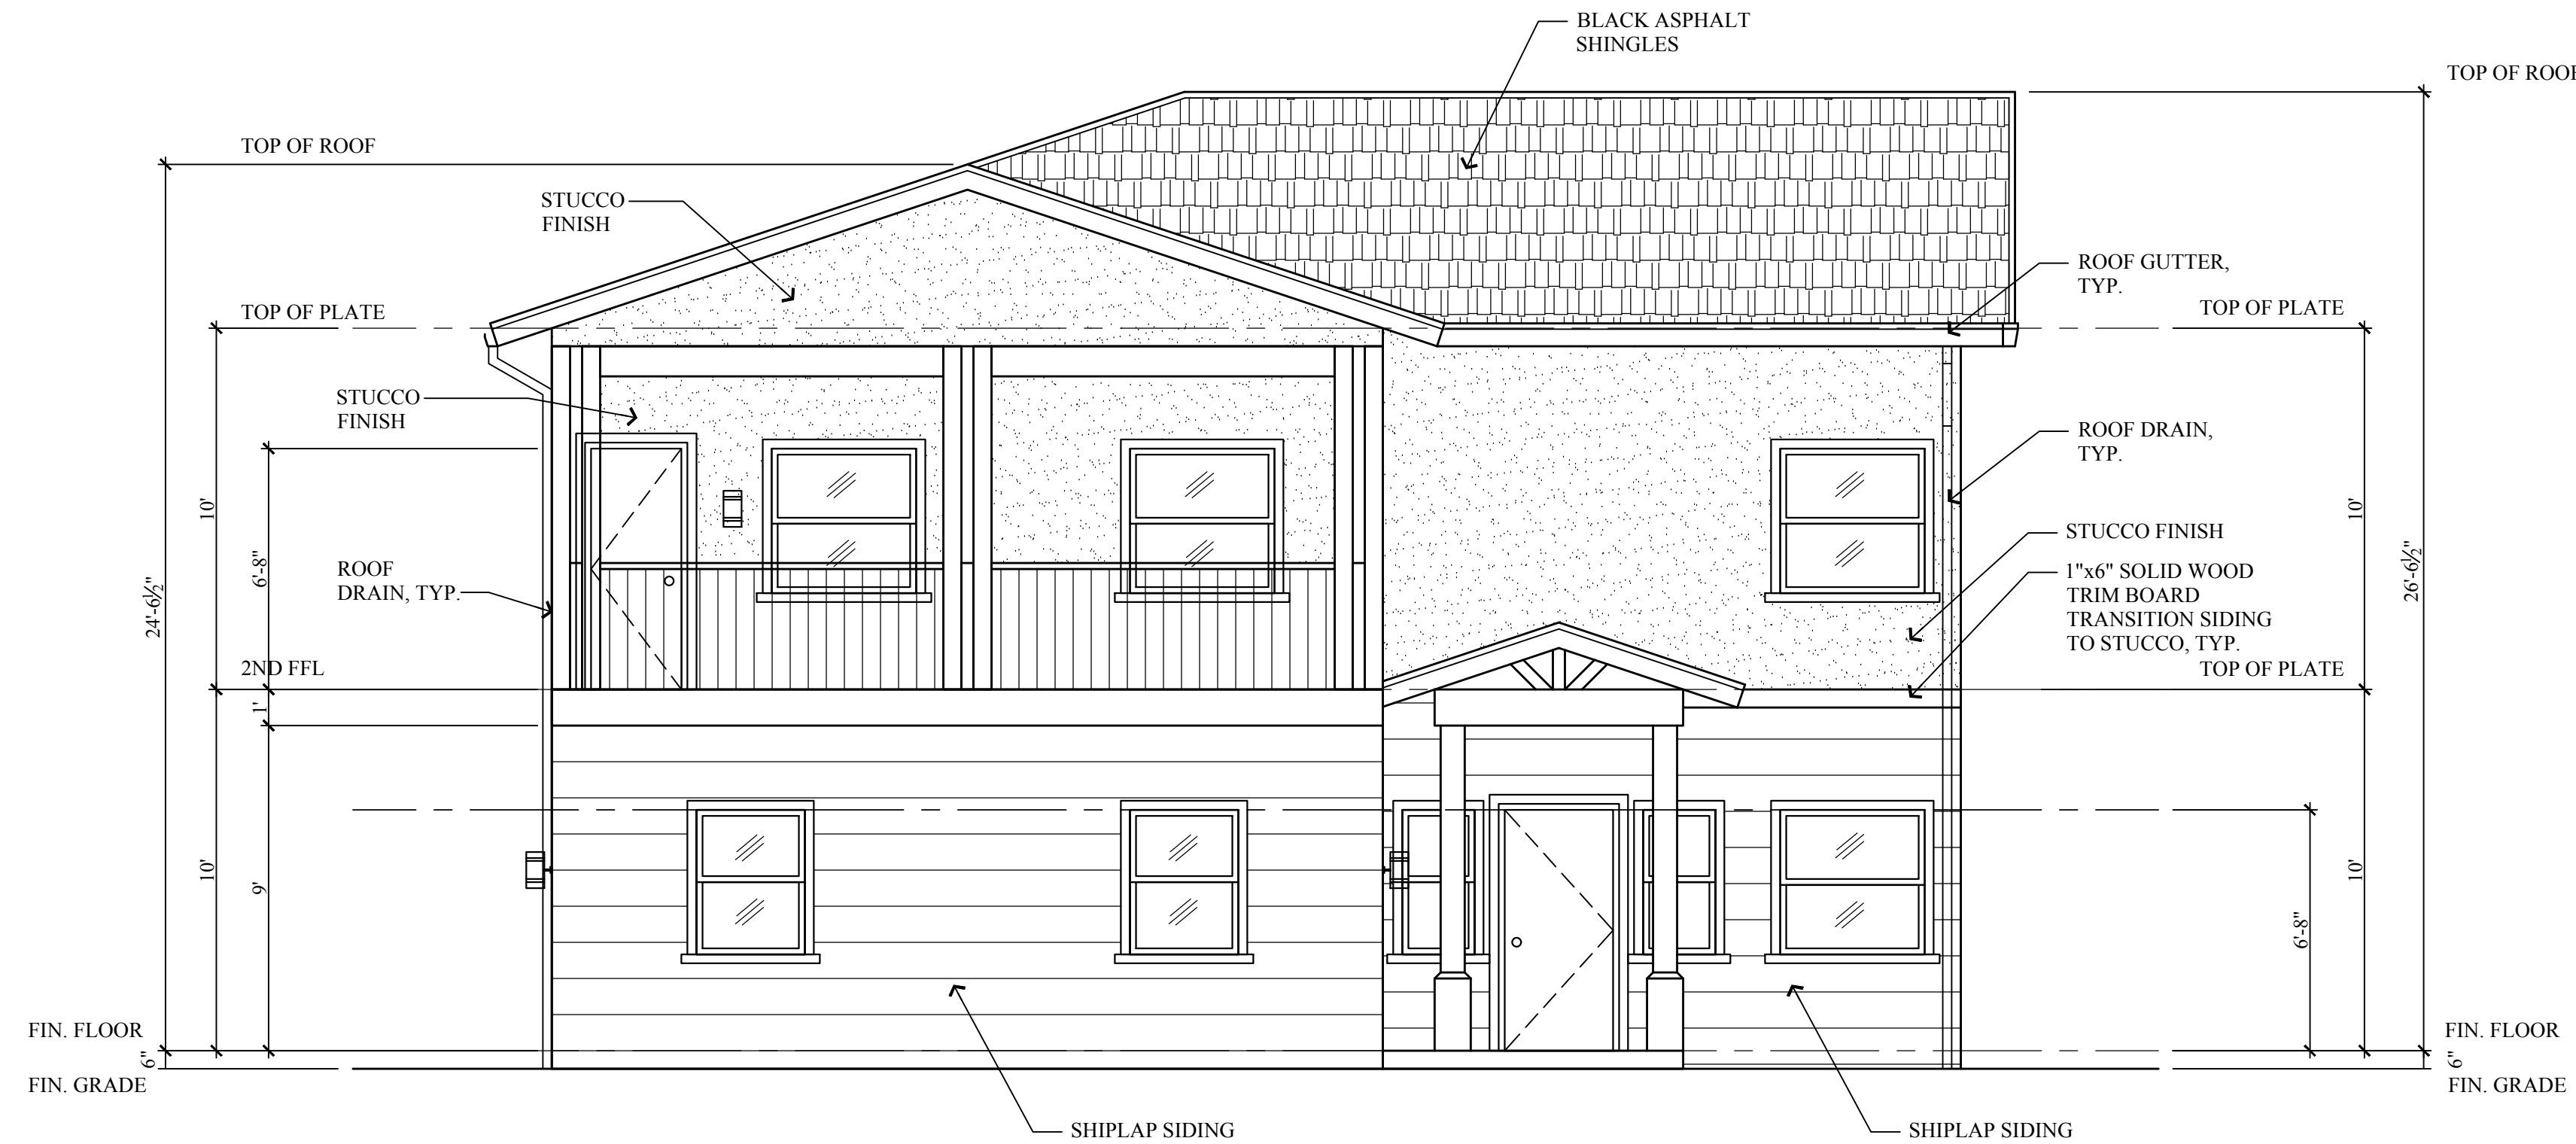 BLACK ASPHALT
SHINGLES
TOP OF ROOF
TOP OF ROOF
STUCCO
FINISH
ROOF GUTTER,
TYP.
TOP OF PLATE
TOP OF PLATE
STUCCO
FINISH
ROOF DRAIN,
TYP.
10'
10'
6'-8"
24'-6½"
26'-6½"
STUCCO FINISH
ROOF
DRAIN, TYP.
1"x6" SOLID WOOD
TRIM BOARD
TRANSITION SIDING
TO STUCCO, TYP.
2ND FFL
TOP OF PLATE
1'
10'
9'
10'
6'-8"
FIN. FLOOR
FIN. FLOOR
6"
6"
FIN. GRADE
FIN. GRADE
SHIPLAP SIDING
SHIPLAP SIDING